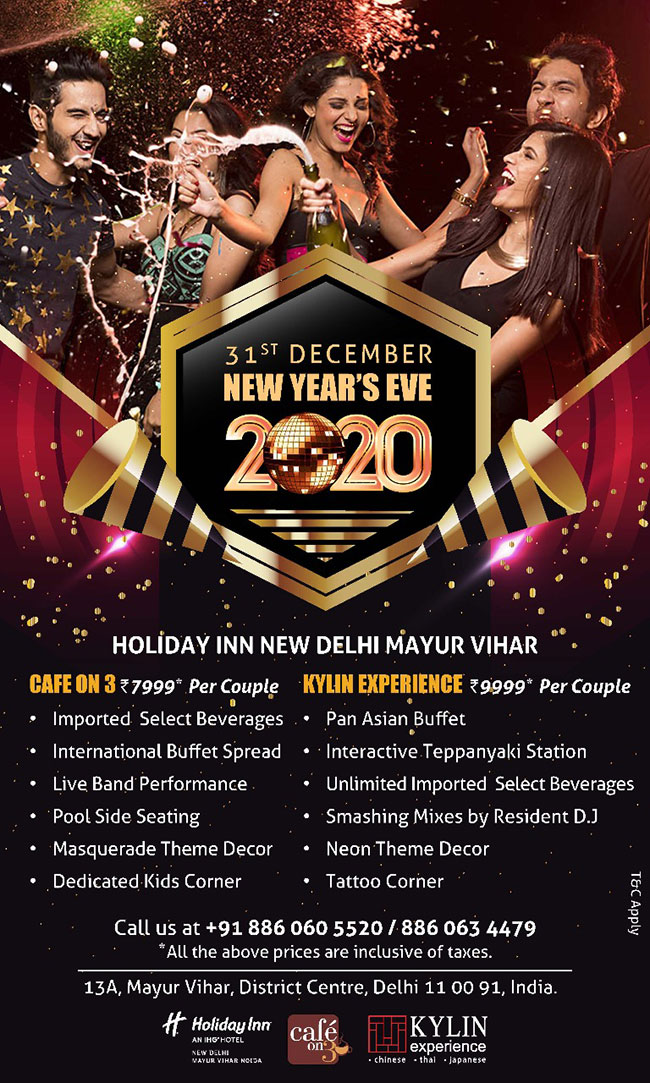 31ST DECEMBER
NEW YEAR'S EVE
2020
HOLIDAY INN NEW DELHI MAYUR VIHAR
CAFE ON 3 ₹7999* Per Couple
• Imported Select Beverages
• International Buffet Spread
• Live Band Performance
• Pool Side Seating
• Masquerade Theme Decor
• Dedicated Kids Corner
KYLIN EXPERIENCE ₹9999* Per Couple
• Pan Asian Buffet
• Interactive Teppanyaki Station
• Unlimited Imported Select Beverages
• Smashing Mixes by Resident D.J
• Neon Theme Decor
• Tattoo Corner
T&C Apply
Call us at +91 886 060 5520 / 886 063 4479
*All the above prices are inclusive of taxes.
13A, Mayur Vihar, District Centre, Delhi 11 00 91, India.
H Holiday Inn
AN IHG® HOTEL
NEW DELHI
MAYUR VIHAR NOIDA
café
on 3
KYLIN
experience
• chinese • thai • japanese